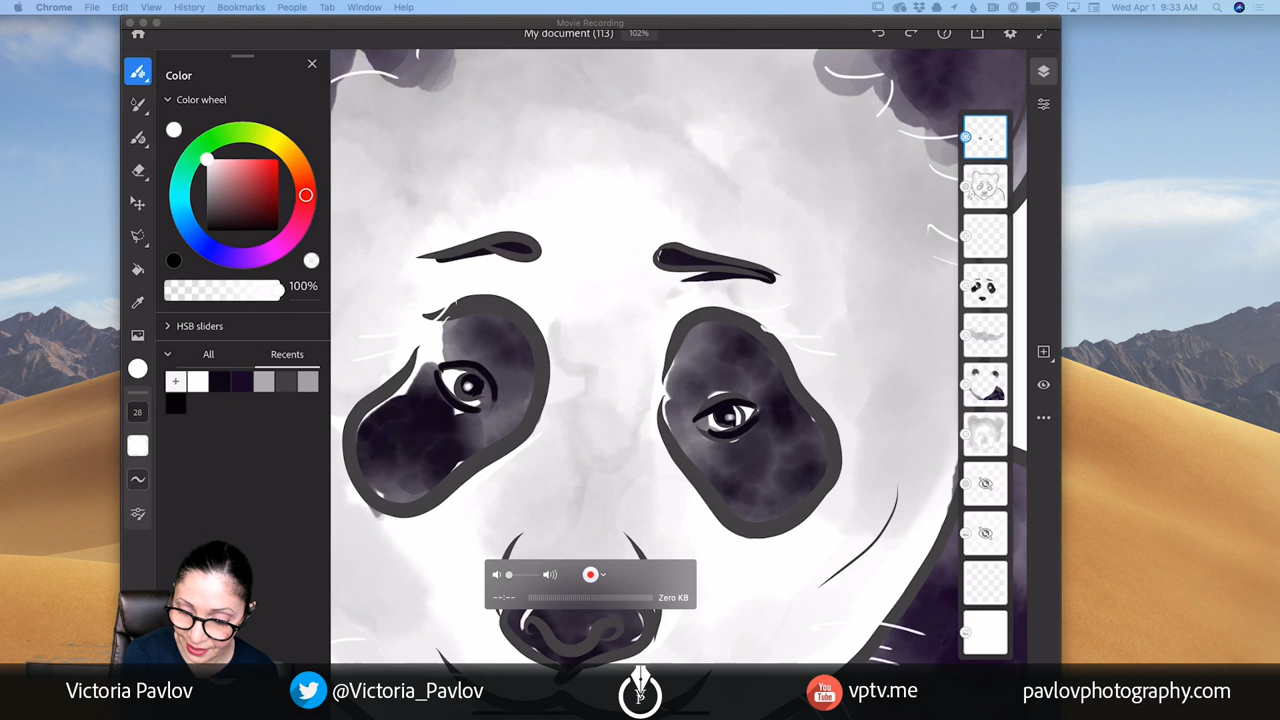 Chrome File Edit View History Bookmarks People Tab Window Help Wed Apr 1 9:33 AM
Movie Recording
My document (113) 102%
Color
Color wheel
100%
HSB sliders
All Recents
28
--:-- Zero KB
Victoria Pavlov @Victoria_Pavlov You Tube vptv.me pavlovphotography.com